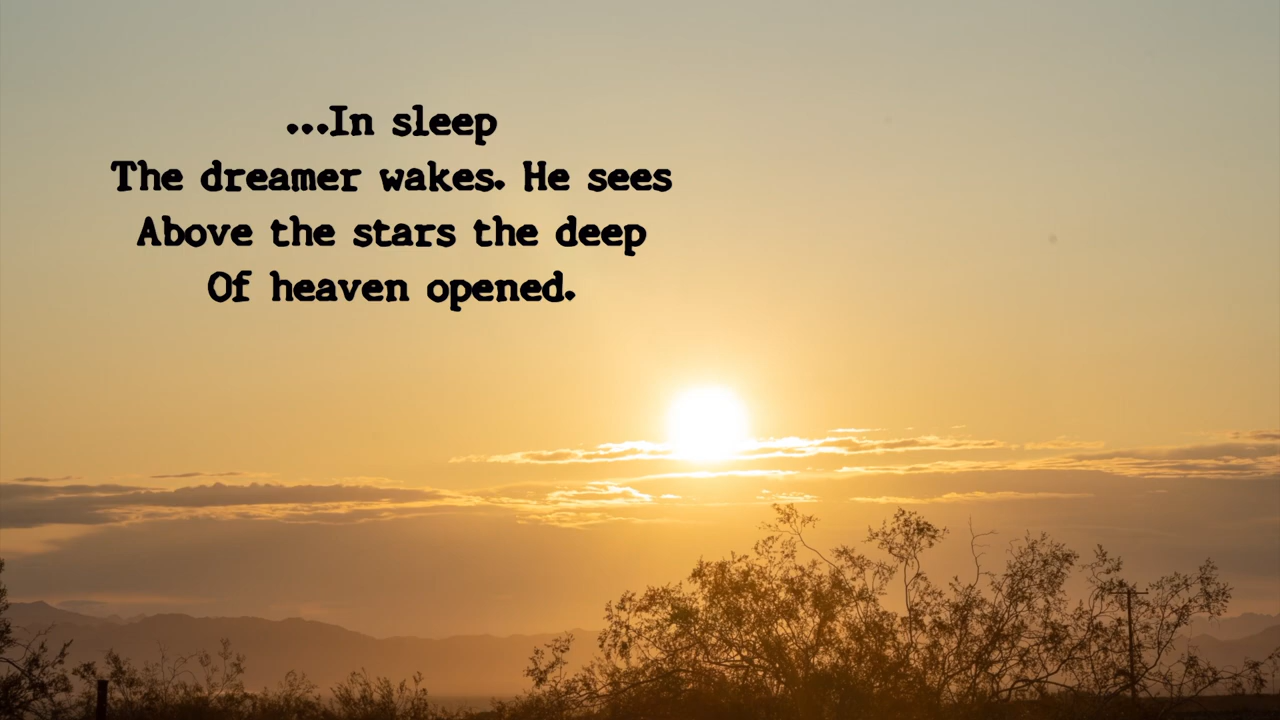 ...In sleep
The dreamer wakes. He sees
Above the stars the deep
Of heaven opened.